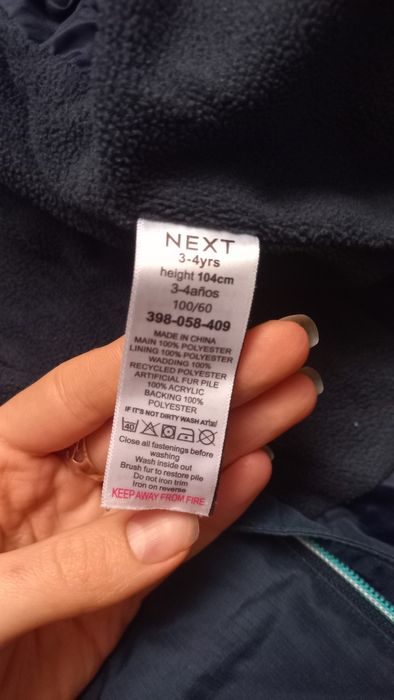 NEXT
3-4yrs
height 104cm
3-4años
100/60
398-058-409
MADE IN CHINA
MAIN 100% POLYESTER
LINING 100% POLYESTER
WADDING 100%
RECYCLED POLYESTER
ARTIFICIAL FUR PILE
100% ACRYLIC
BACKING 100%
POLYESTER
IF IT'S NOT DIRTY WASH AT
40
Close all fastenings before
washing
Wash inside out
Brush fur to restore pile
Do not iron trim
Iron on reverse
KEEP AWAY FROM FIRE